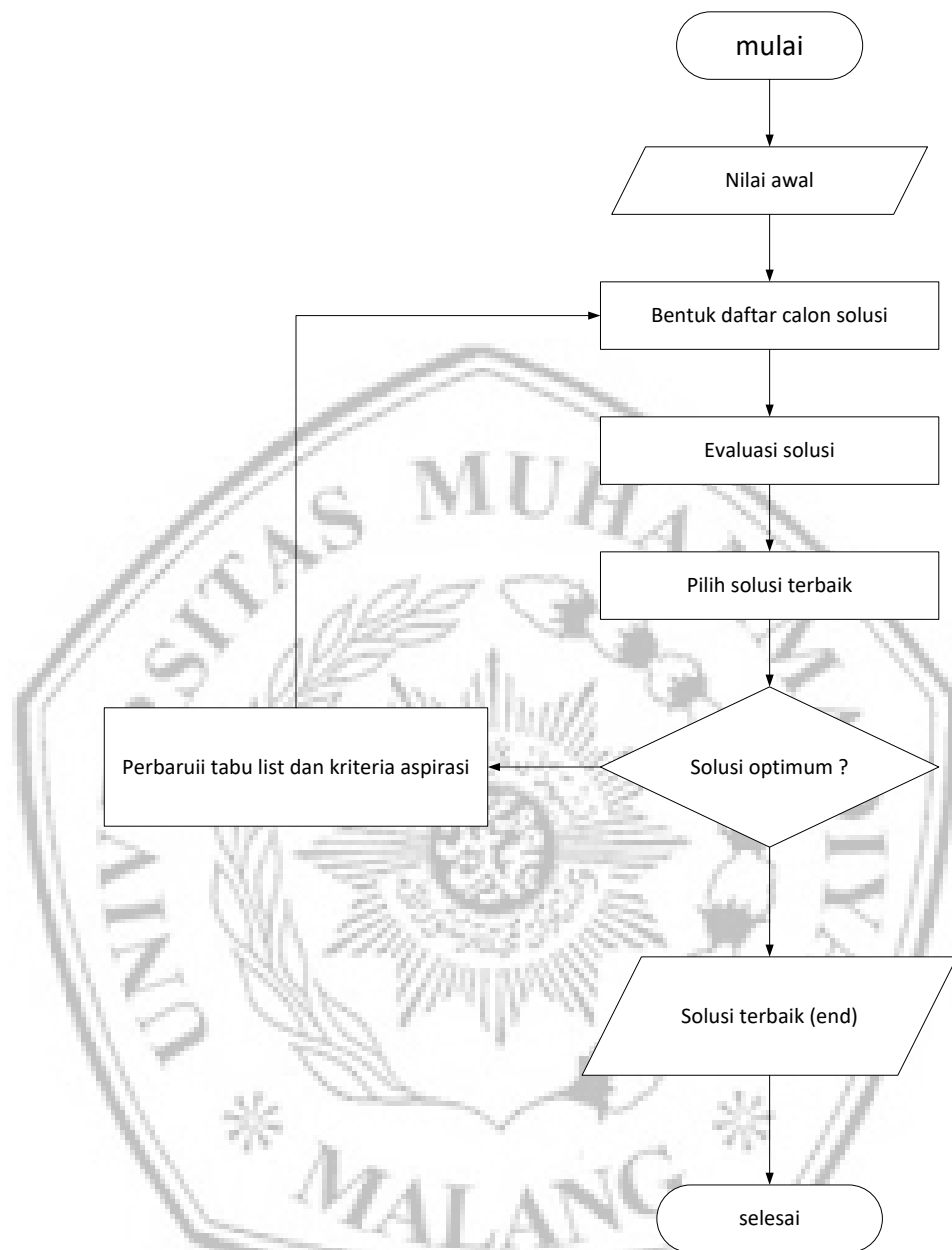 mulai
Nilai awal
Bentuk daftar calon solusi
Evaluasi solusi
Pilih solusi terbaik
Solusi optimum ?
Perbaruii tabu list dan kriteria aspirasi
Solusi terbaik (end)
selesai
MALANG